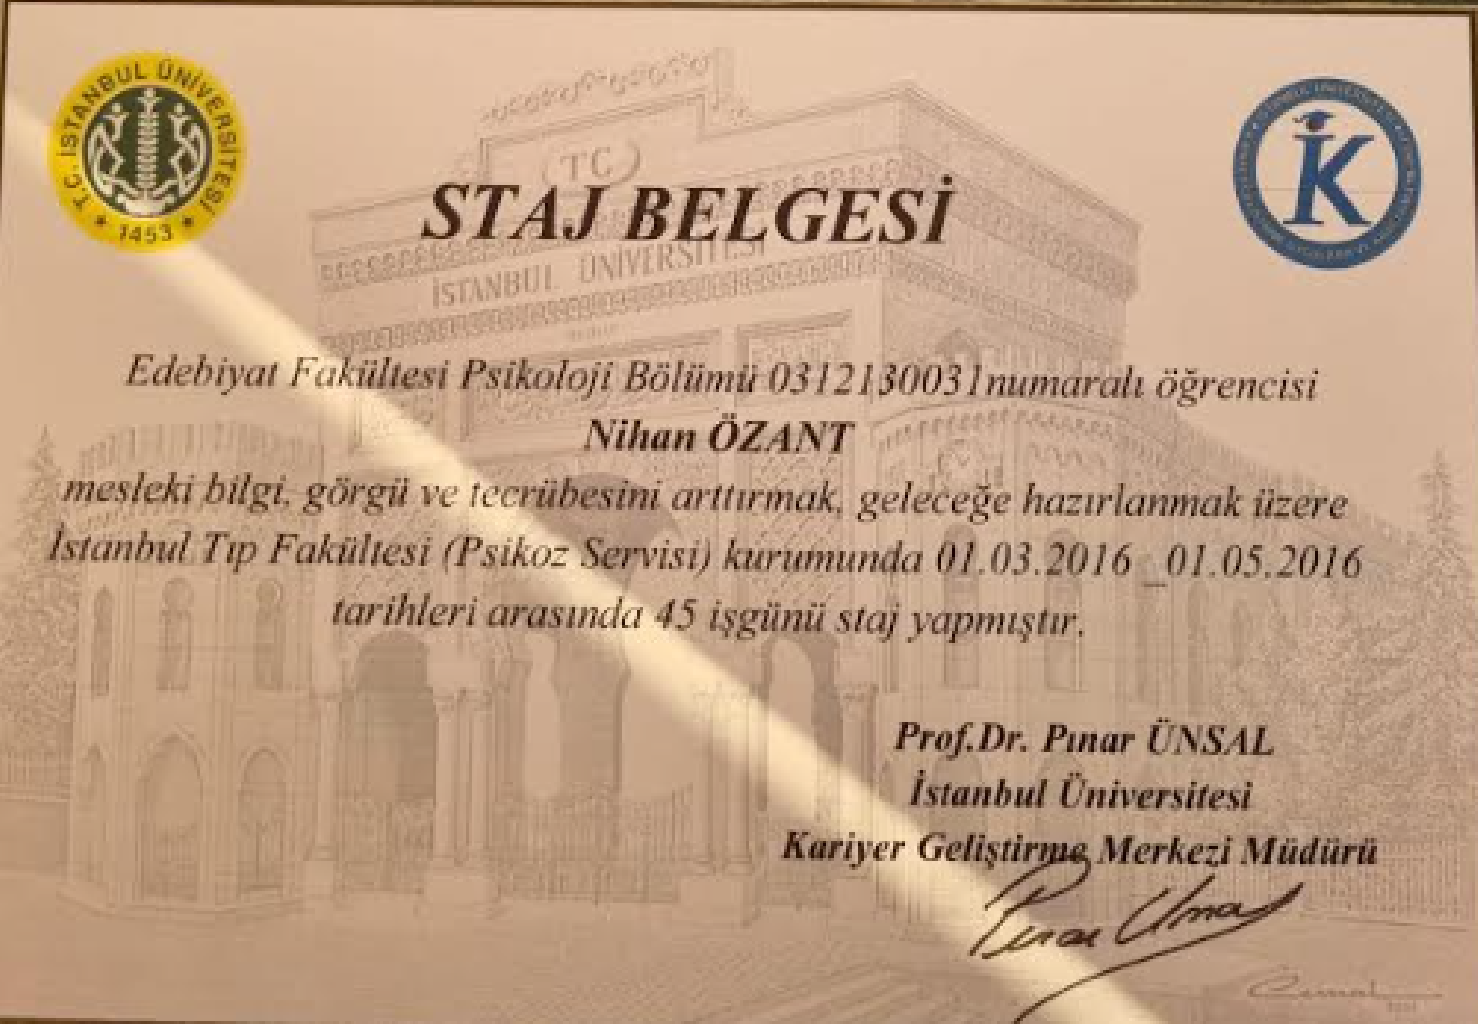 T.C. İSTANBUL ÜNİVERSİTESİ
1453
İK
TC
STAJ BELGESİ
İSTANBUL ÜNİVERSİTESİ
Edebiyat Fakültesi Psikoloji Bölümü 0312130031numaralı öğrencisi
Nihan ÖZANT
mesleki bilgi, görgü ve tecrübesini arttırmak, geleceğe hazırlanmak üzere
İstanbul Tıp Fakültesi (Psikoz Servisi) kurumunda 01.03.2016 _01.05.2016
tarihleri arasında 45 işgünü staj yapmıştır.
Prof.Dr. Pınar ÜNSAL
İstanbul Üniversitesi
Kariyer Geliştirme Merkezi Müdürü